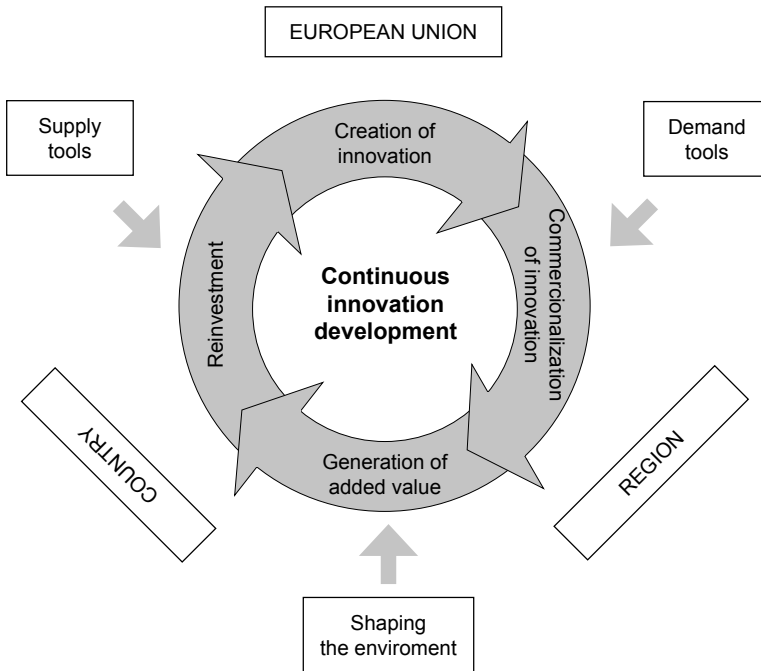 EUROPEAN UNION
Supply
tools
Demand
tools
Creation of
innovation
Commercionalization
of innovation
Continuous
innovation
development
Reinvestment
Generation of
added value
COUNTRY
REGION
Shaping
the enviroment